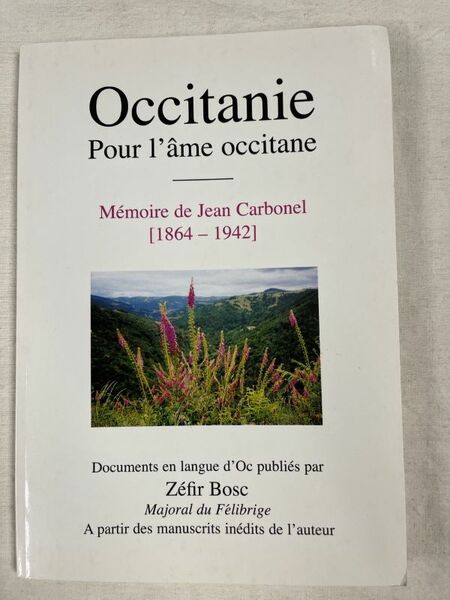 Occitanie
Pour l'âme occitane
Mémoire de Jean Carbonel
[1864 – 1942]
Documents en langue d'Oc publiés par
Zéfir Bosc
Majoral du Félibrige
A partir des manuscrits inédits de l'auteur